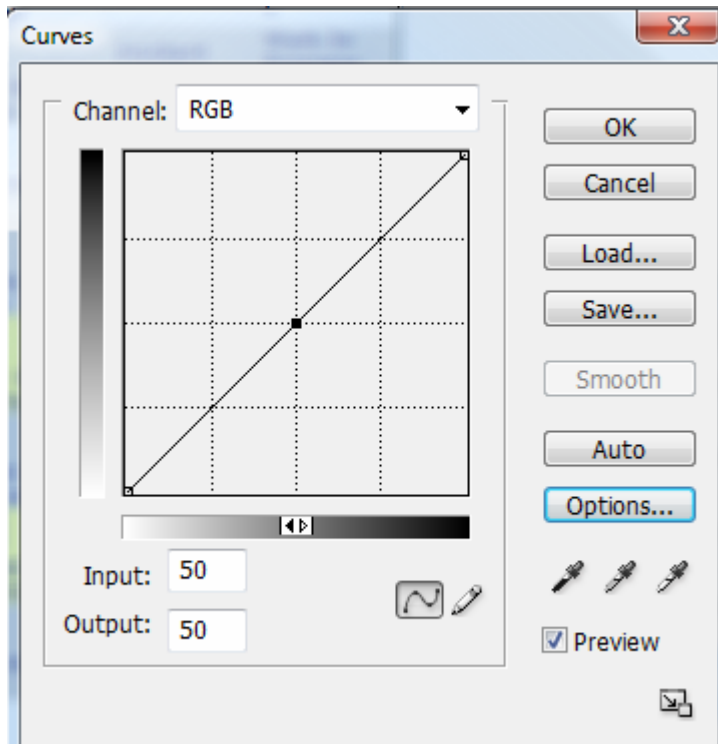 Curves
Channel: RGB
OK
Cancel
Load...
Save...
Smooth
Auto
Options...
Input: 50
Output: 50
Preview